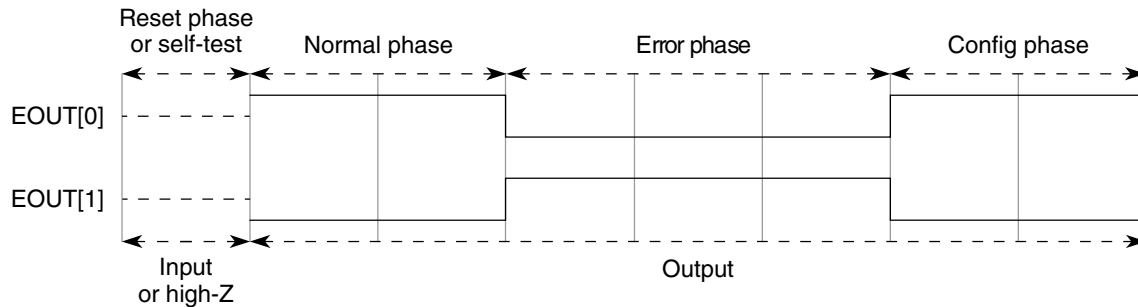 Reset phase
or self-test
Normal phase
Error phase
Config phase
EOUT[0]
EOUT[1]
Input
or high-Z
Output